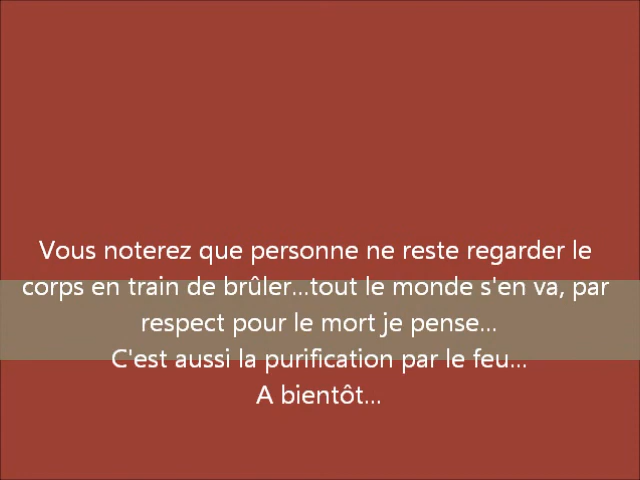 Vous noterez que personne ne reste regarder le
corps en train de brûler...tout le monde s'en va, par
respect pour le mort je pense...
C'est aussi la purification par le feu...
A bientôt...